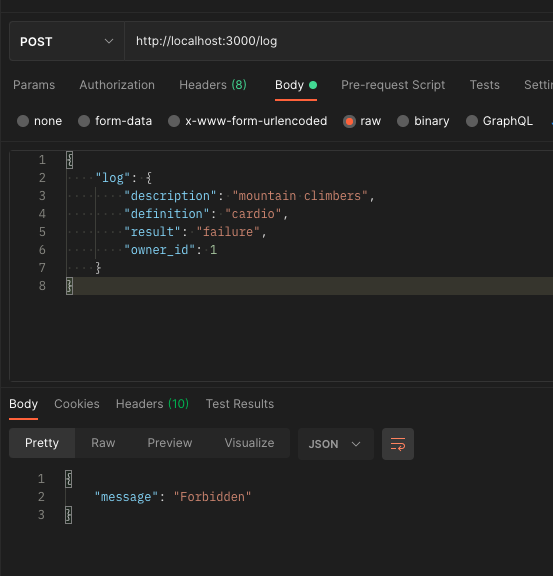 POST http://localhost:3000/log
Params Authorization Headers (8) Body Pre-request Script Tests
none form-data x-www-form-urlencoded raw binary GraphQL
1 {
2 "log": {
3 "description": "mountain climbers",
4 "definition": "cardio",
5 "result": "failure",
6 "owner_id": 1
7 }
8 }
Body Cookies Headers (10) Test Results
Pretty Raw Preview Visualize JSON
1 {
2 "message": "Forbidden"
3 }